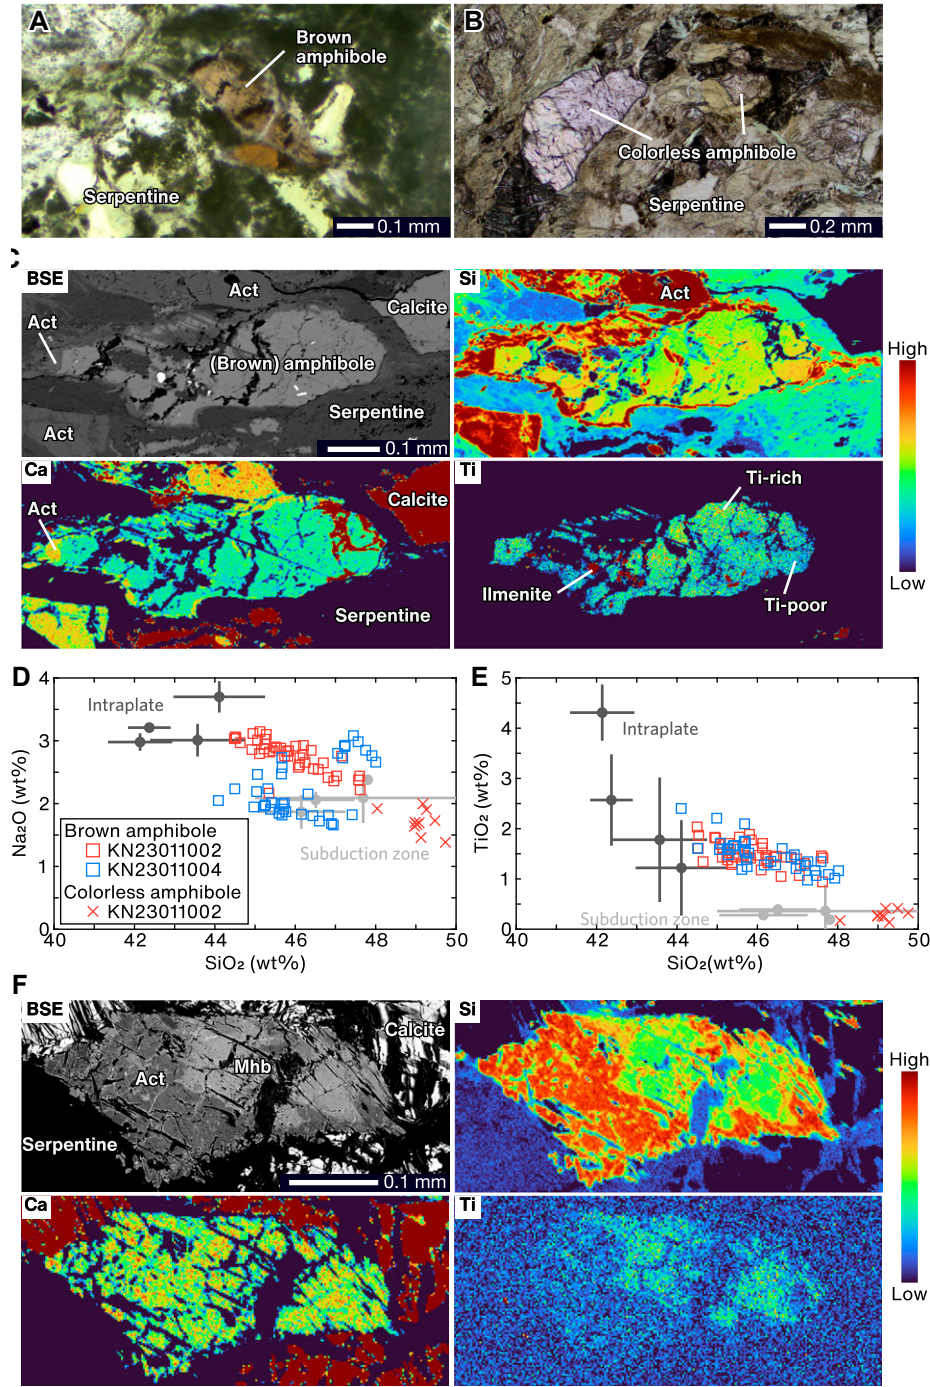 A
Brown
amphibole
Serpentine
0.1 mm
B
Colorless amphibole
Serpentine
0.2 mm
C
BSE
Act
Calcite
Act
(Brown) amphibole
Serpentine
Act
0.1 mm
Si
Act
High
Low
Ca
Calcite
Act
Serpentine
Ti
Ti-rich
Ilmenite
Ti-poor
D
4
3
2
1
0
Na₂O (wt%)
Intraplate
Subduction zone
Brown amphibole
KN23011002
KN23011004
Colorless amphibole
KN23011002
40 42 44 46 48 50
SiO₂ (wt%)
E
5
4
3
2
1
0
TiO₂ (wt%)
Intraplate
Subduction zone
40 42 44 46 48 50
SiO₂(wt%)
F
BSE
Calcite
Mhb
Act
Serpentine
0.1 mm
Si
High
Low
Ca
Ti